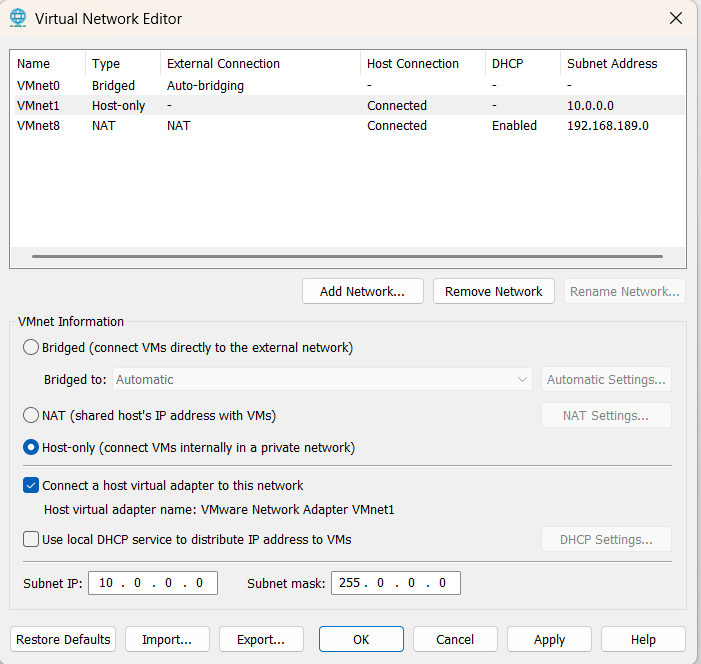 Virtual Network Editor
Name Type External Connection Host Connection DHCP Subnet Address
VMnet0 Bridged Auto-bridging - - -
VMnet1 Host-only - Connected - 10.0.0.0
VMnet8 NAT NAT Connected Enabled 192.168.189.0
Add Network... Remove Network Rename Network...
VMnet Information
Bridged (connect VMs directly to the external network)
Bridged to: Automatic Automatic Settings...
NAT (shared host's IP address with VMs) NAT Settings...
Host-only (connect VMs internally in a private network)
Connect a host virtual adapter to this network
Host virtual adapter name: VMware Network Adapter VMnet1
Use local DHCP service to distribute IP address to VMs DHCP Settings...
Subnet IP: 10 . 0 . 0 . 0 Subnet mask: 255 . 0 . 0 . 0
Restore Defaults Import... Export... OK Cancel Apply Help